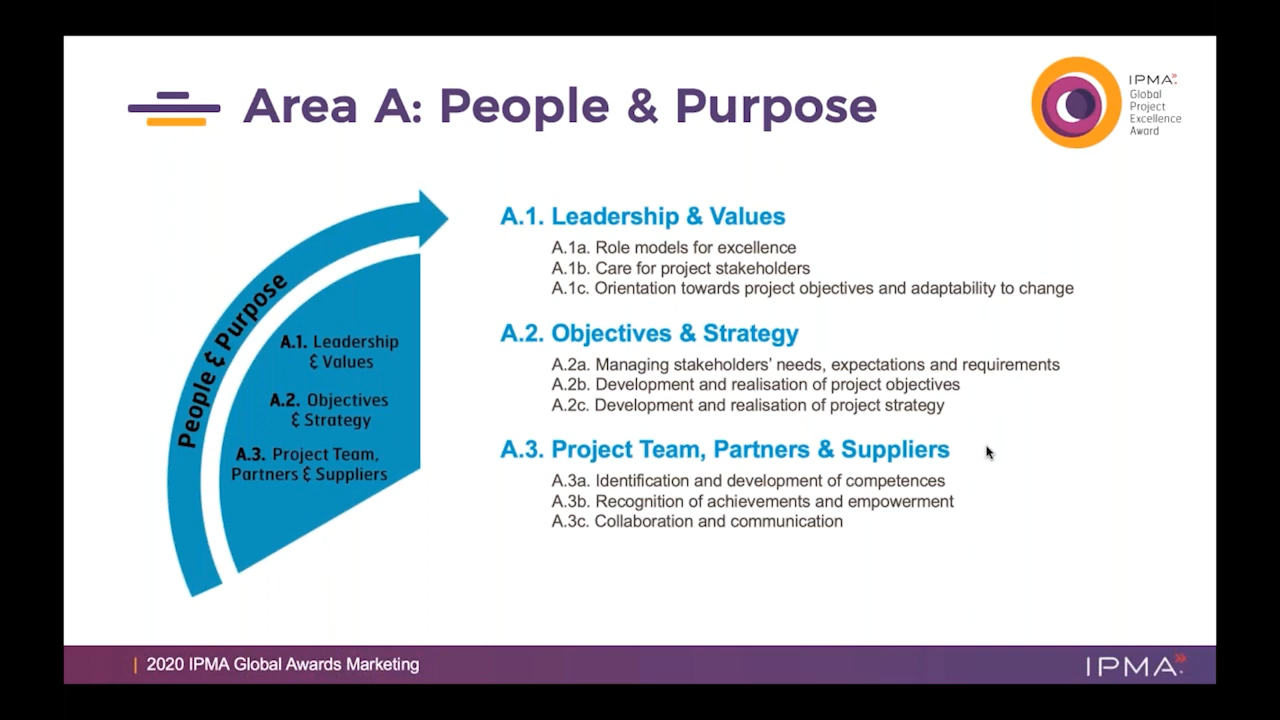 Area A: People & Purpose
IPMA
Global
Project
Excellence
Award
People & Purpose
A.1. Leadership
& Values
A.2. Objectives
& Strategy
A.3. Project Team,
Partners & Suppliers
A.1. Leadership & Values
A.1a. Role models for excellence
A.1b. Care for project stakeholders
A.1c. Orientation towards project objectives and adaptability to change
A.2. Objectives & Strategy
A.2a. Managing stakeholders' needs, expectations and requirements
A.2b. Development and realisation of project objectives
A.2c. Development and realisation of project strategy
A.3. Project Team, Partners & Suppliers
A.3a. Identification and development of competences
A.3b. Recognition of achievements and empowerment
A.3c. Collaboration and communication
| 2020 IPMA Global Awards Marketing
IPMA